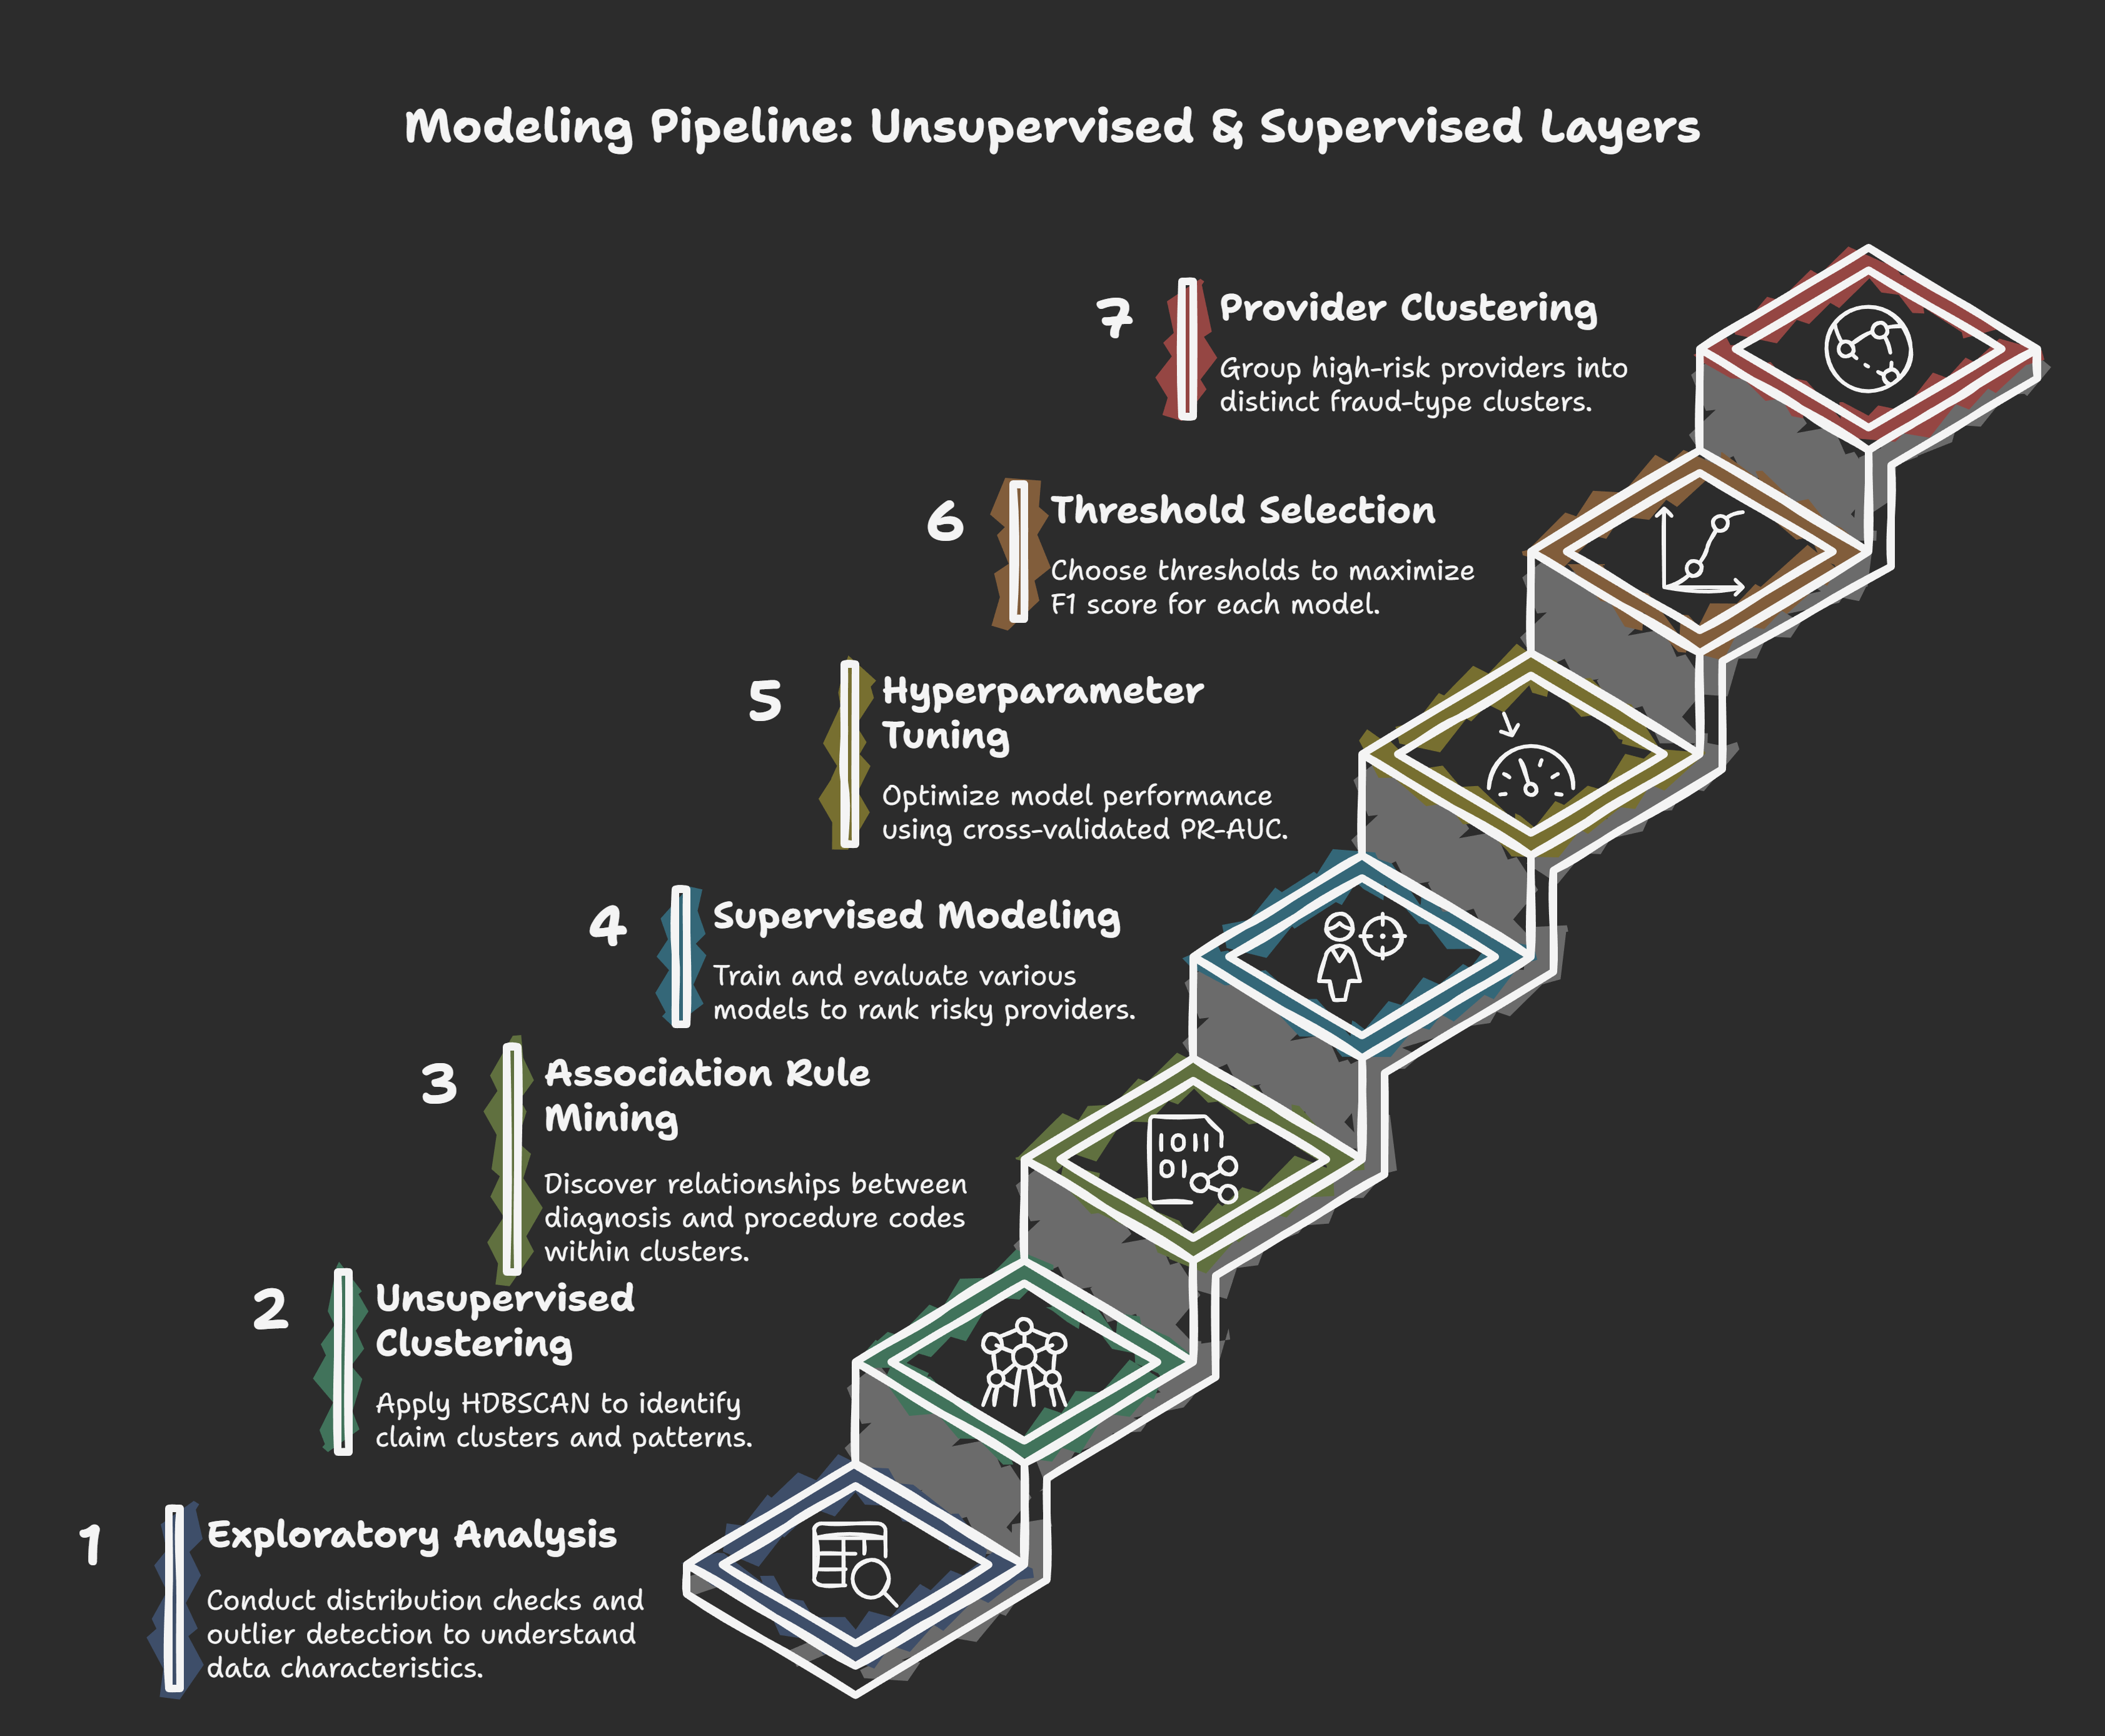 Modeling Pipeline: Unsupervised & Supervised Layers
7
Provider Clustering
Group high-risk providers into
distinct fraud-type clusters.
6
Threshold Selection
Choose thresholds to maximize
F1 score for each model.
5
Hyperparameter
Tuning
Optimize model performance
using cross-validated PR-AUC.
4
Supervised Modeling
Train and evaluate various
models to rank risky providers.
3
Association Rule
Mining
Discover relationships between
diagnosis and procedure codes
within clusters.
1011
01
2
Unsupervised
Clustering
Apply HDBSCAN to identify
claim clusters and patterns.
1
Exploratory Analysis
Conduct distribution checks and
outlier detection to understand
data characteristics.